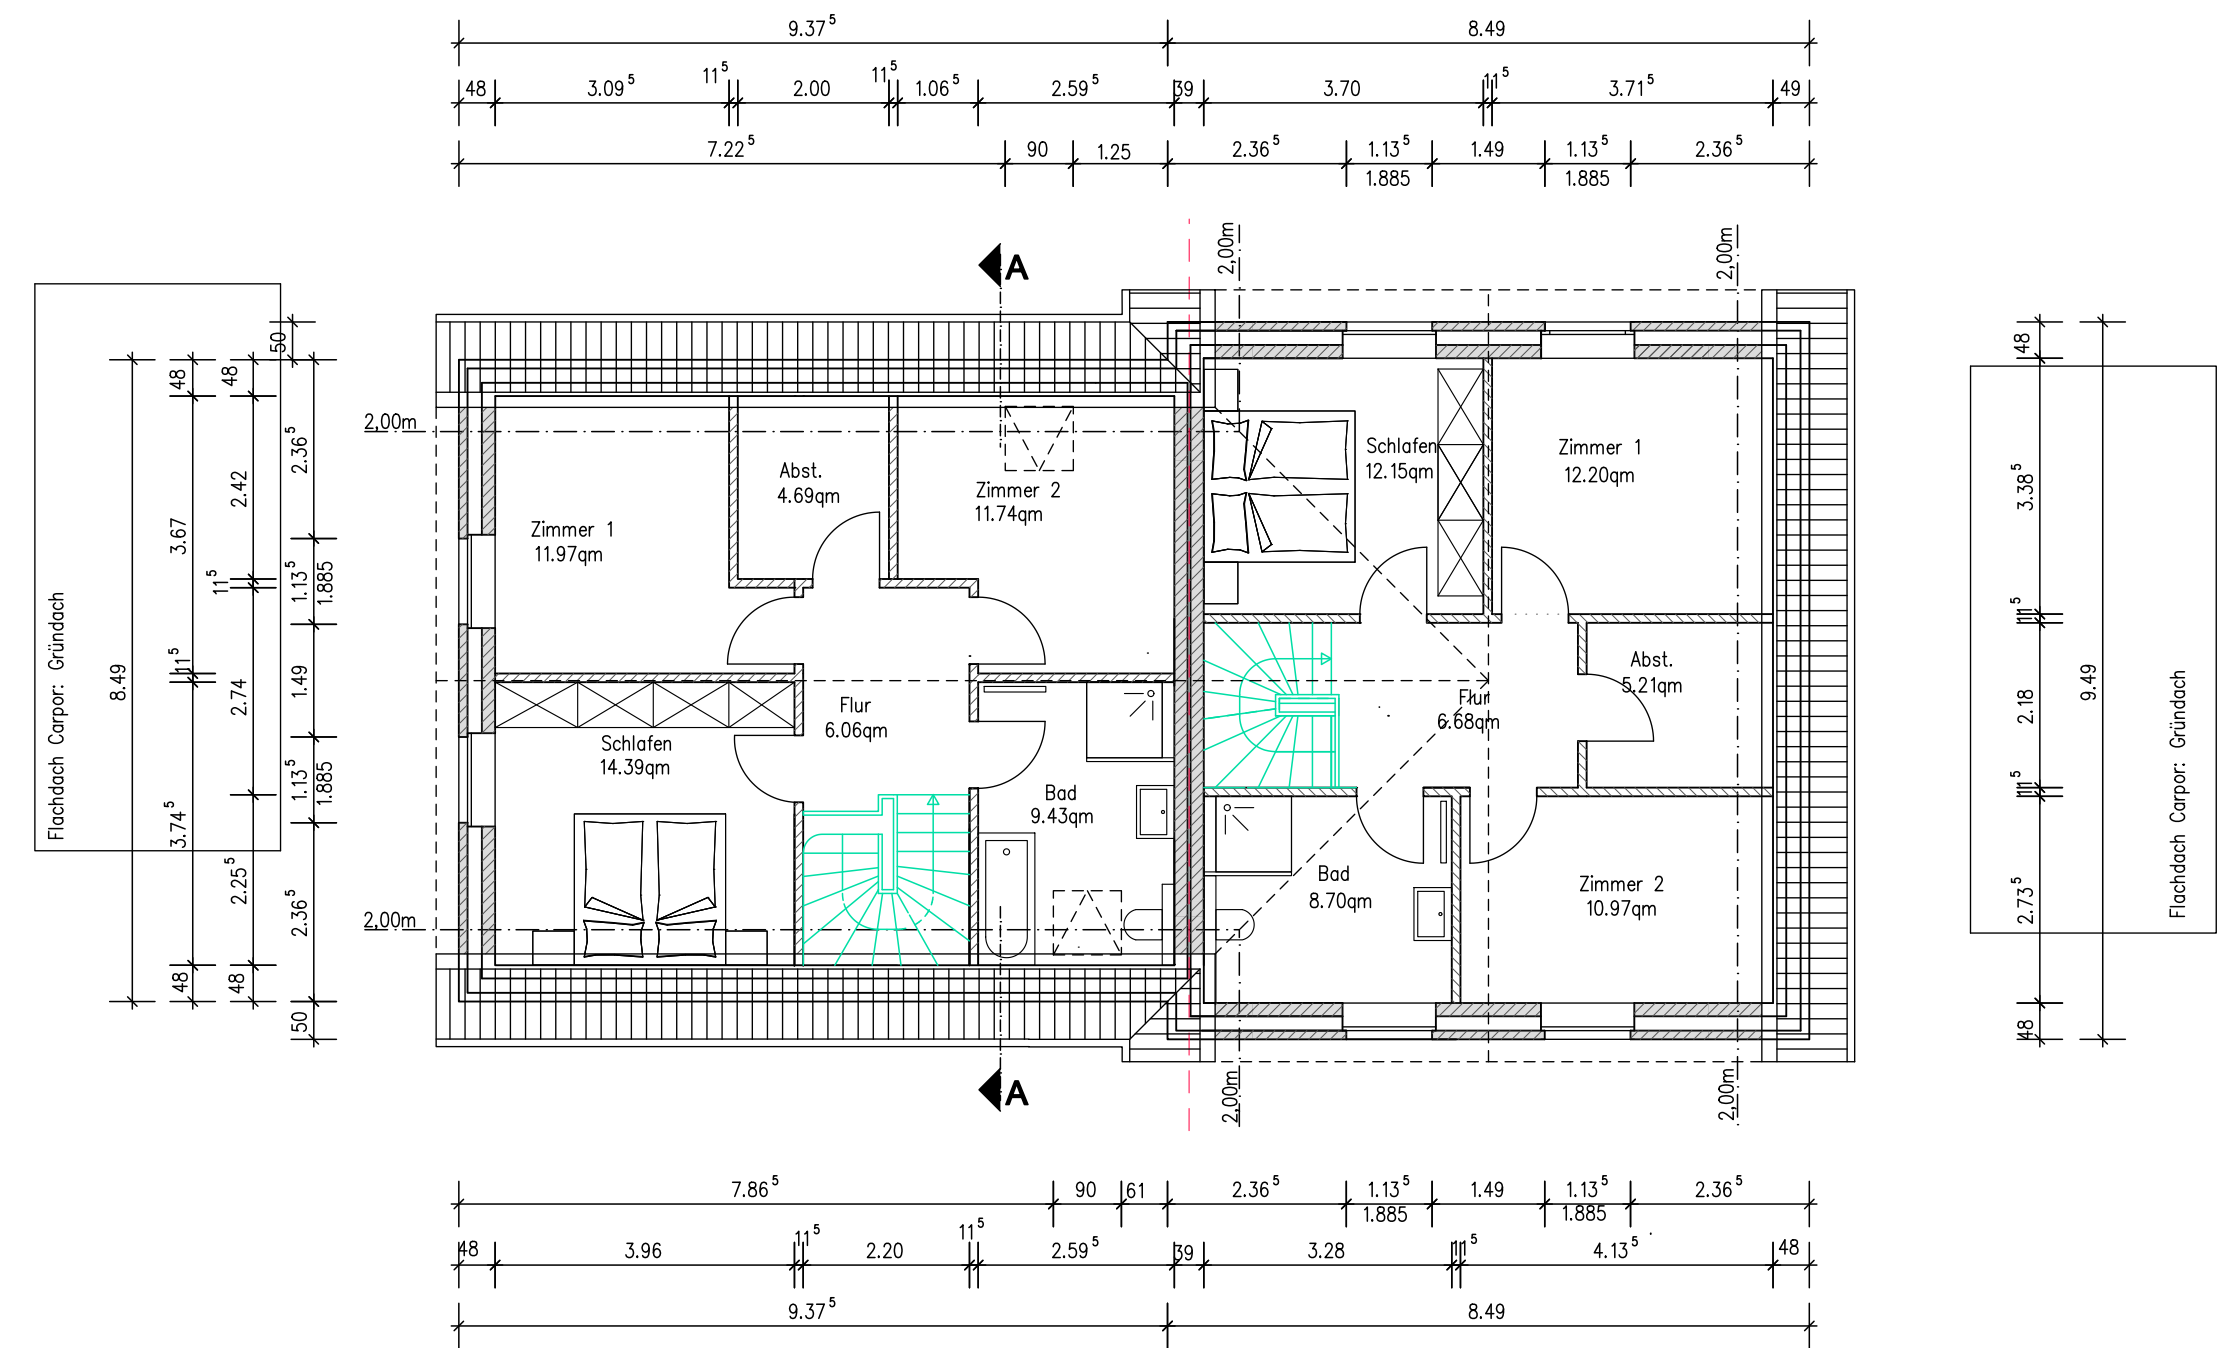 9.37⁵
8.49
48
3.09⁵
11⁵
2.00
11⁵
1.06⁵
2.59⁵
39
3.70
11⁵
3.71⁵
49
7.22⁵
90
1.25
2.36⁵
1.13⁵
1.885
1.49
1.13⁵
1.885
2.36⁵
A
2,00m
2,00m
Flachdach Carpor: Gründach
8.49
48
3.67
11⁵
3.74⁵
48
48
2.42
11⁵
2.74
2.25⁵
48
50
2.36⁵
1.13⁵
1.885
1.49
1.13⁵
1.885
2.36⁵
50
2,00m
2,00m
Zimmer 1
11.97qm
Abst.
4.69qm
Zimmer 2
11.74qm
Flur
6.06qm
Schlafen
14.39qm
Bad
9.43qm
Schlafen
12.15qm
Zimmer 1
12.20qm
Abst.
5.21qm
Flur
6.68qm
Bad
8.70qm
Zimmer 2
10.97qm
48
3.38⁵
11⁵
2.18
11⁵
2.73⁵
48
9.49
Flachdach Carpor: Gründach
A
2,00m
2,00m
7.86⁵
90
61
2.36⁵
1.13⁵
1.885
1.49
1.13⁵
1.885
2.36⁵
48
3.96
11⁵
2.20
11⁵
2.59⁵
39
3.28
11⁵
4.13⁵
48
9.37⁵
8.49